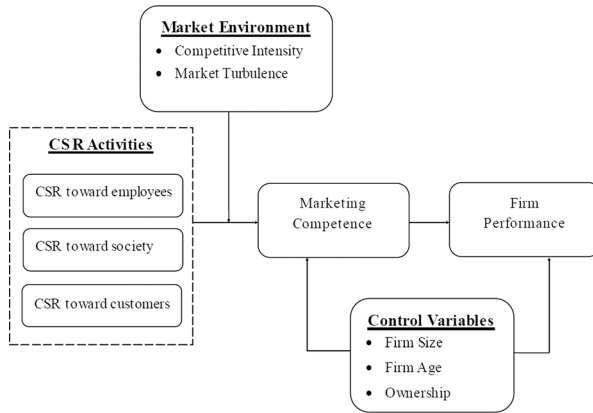 Market Environment
• Competitive Intensity
• Market Turbulence
CSR Activities
CSR toward employees
CSR toward society
CSR toward customers
Marketing
Competence
Firm
Performance
Control Variables
• Firm Size
• Firm Age
• Ownership